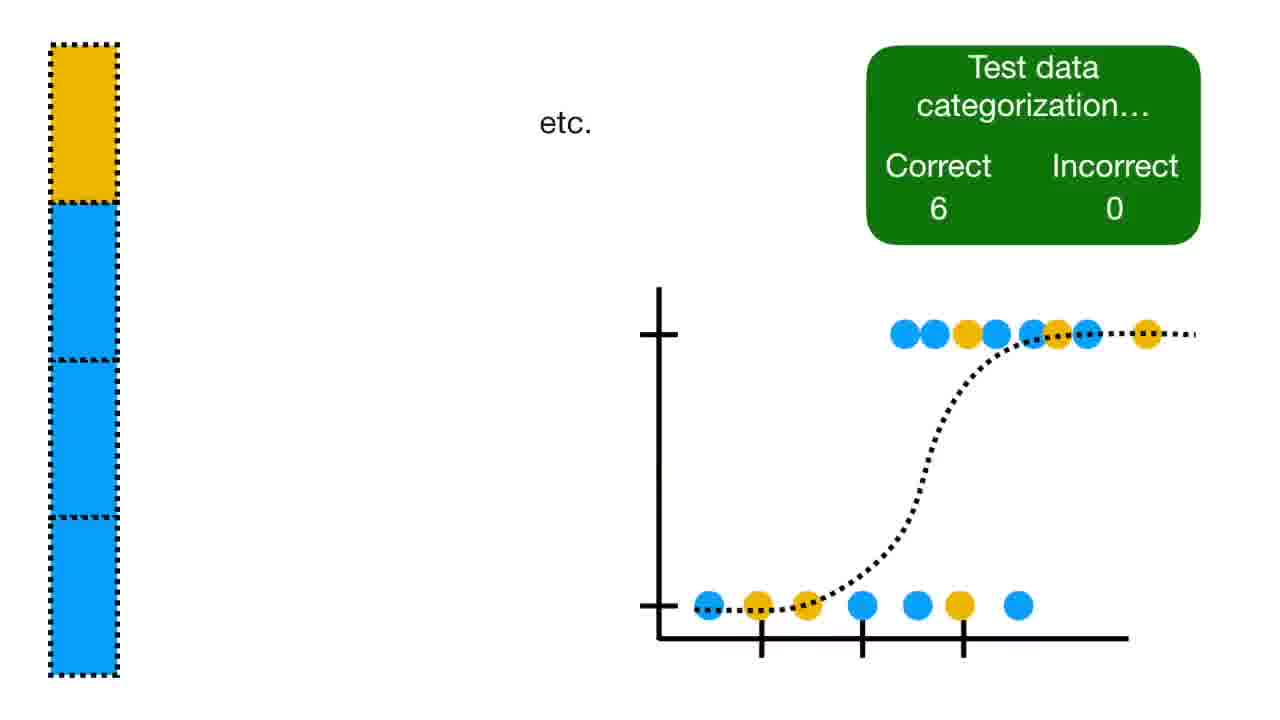 etc.
Test data
categorization…
Correct Incorrect
6 0